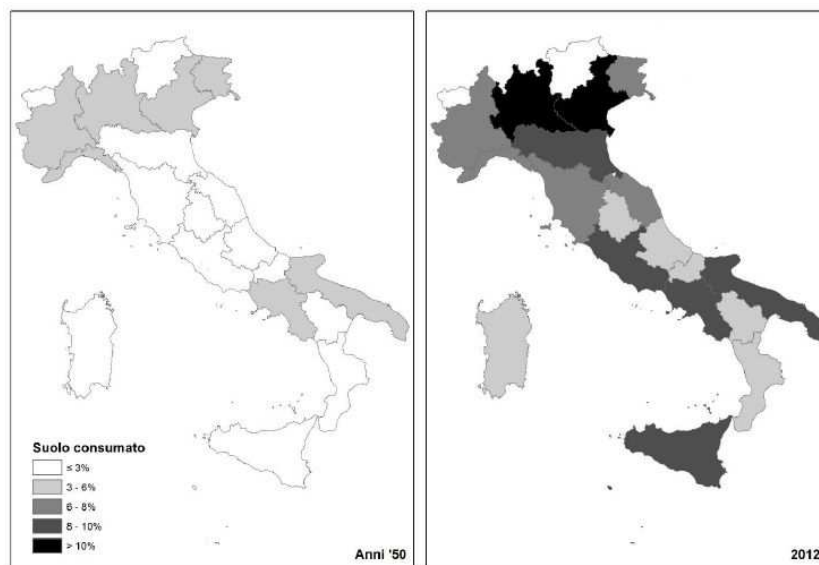 Suolo consumato
≤ 3%
3 - 6%
6 - 8%
8 - 10%
> 10%
Anni '50
2012